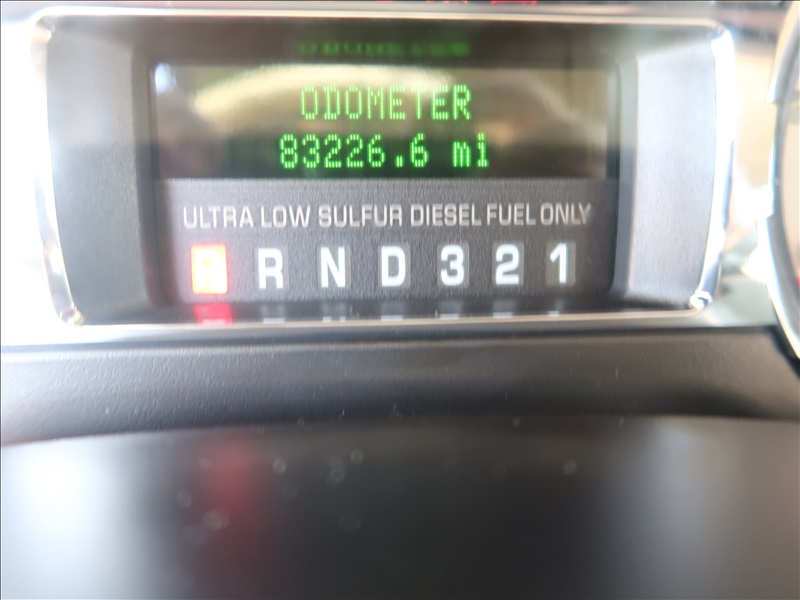 ODOMETER
83226.6 mi
ULTRA LOW SULFUR DIESEL FUEL ONLY
P R N D 3 2 1